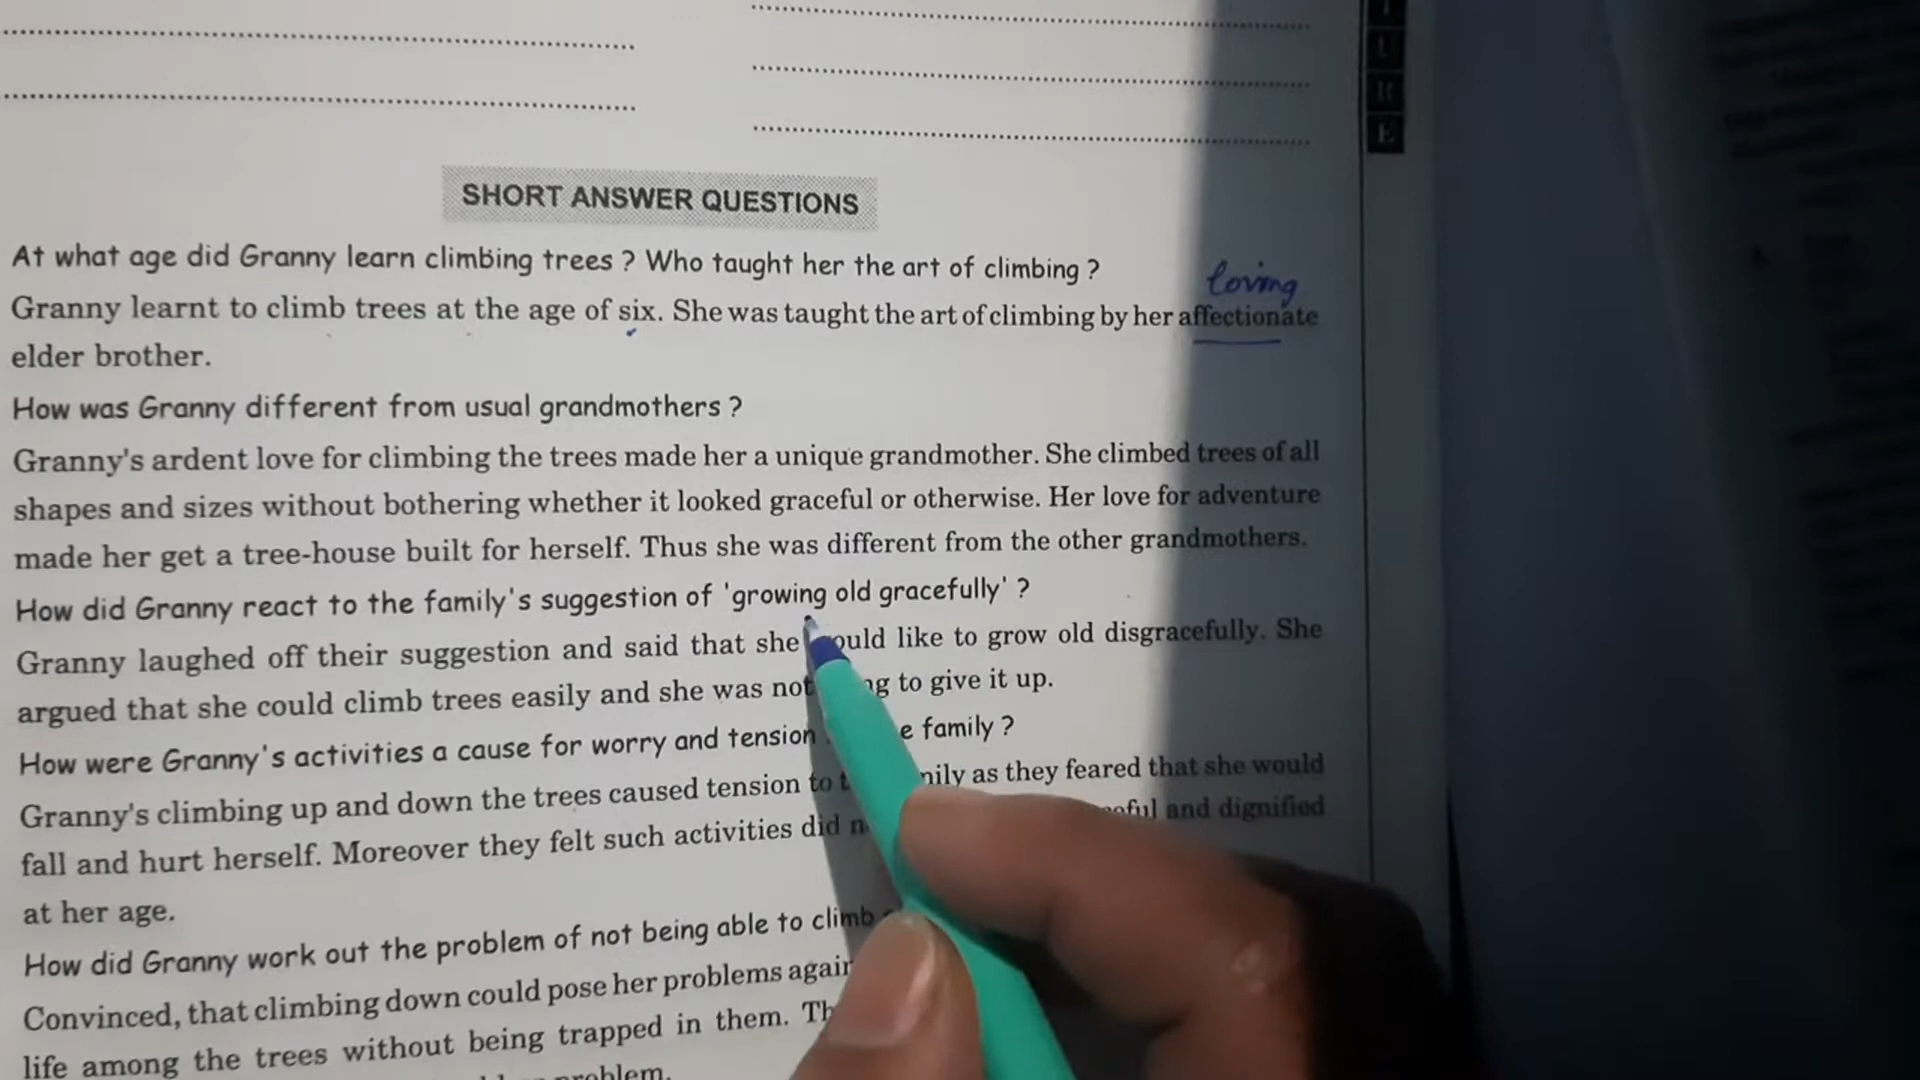 SHORT ANSWER QUESTIONS
At what age did Granny learn climbing trees ? Who taught her the art of climbing ?
loving
Granny learnt to climb trees at the age of six. She was taught the art of climbing by her affectionate
elder brother.
How was Granny different from usual grandmothers ?
Granny's ardent love for climbing the trees made her a unique grandmother. She climbed trees of all
shapes and sizes without bothering whether it looked graceful or otherwise. Her love for adventure
made her get a tree-house built for herself. Thus she was different from the other grandmothers.
How did Granny react to the family's suggestion of 'growing old gracefully' ?
Granny laughed off their suggestion and said that she would like to grow old disgracefully. She
argued that she could climb trees easily and she was not to give it up.
How were Granny's activities a cause for worry and tension family ?
Granny's climbing up and down the trees caused tension to as they feared that she would
fall and hurt herself. Moreover they felt such activities did and dignified
at her age.
How did Granny work out the problem of not being able to climb
Convinced, that climbing down could pose her problems again
life among the trees without being trapped in them.
problem.
U
R
E